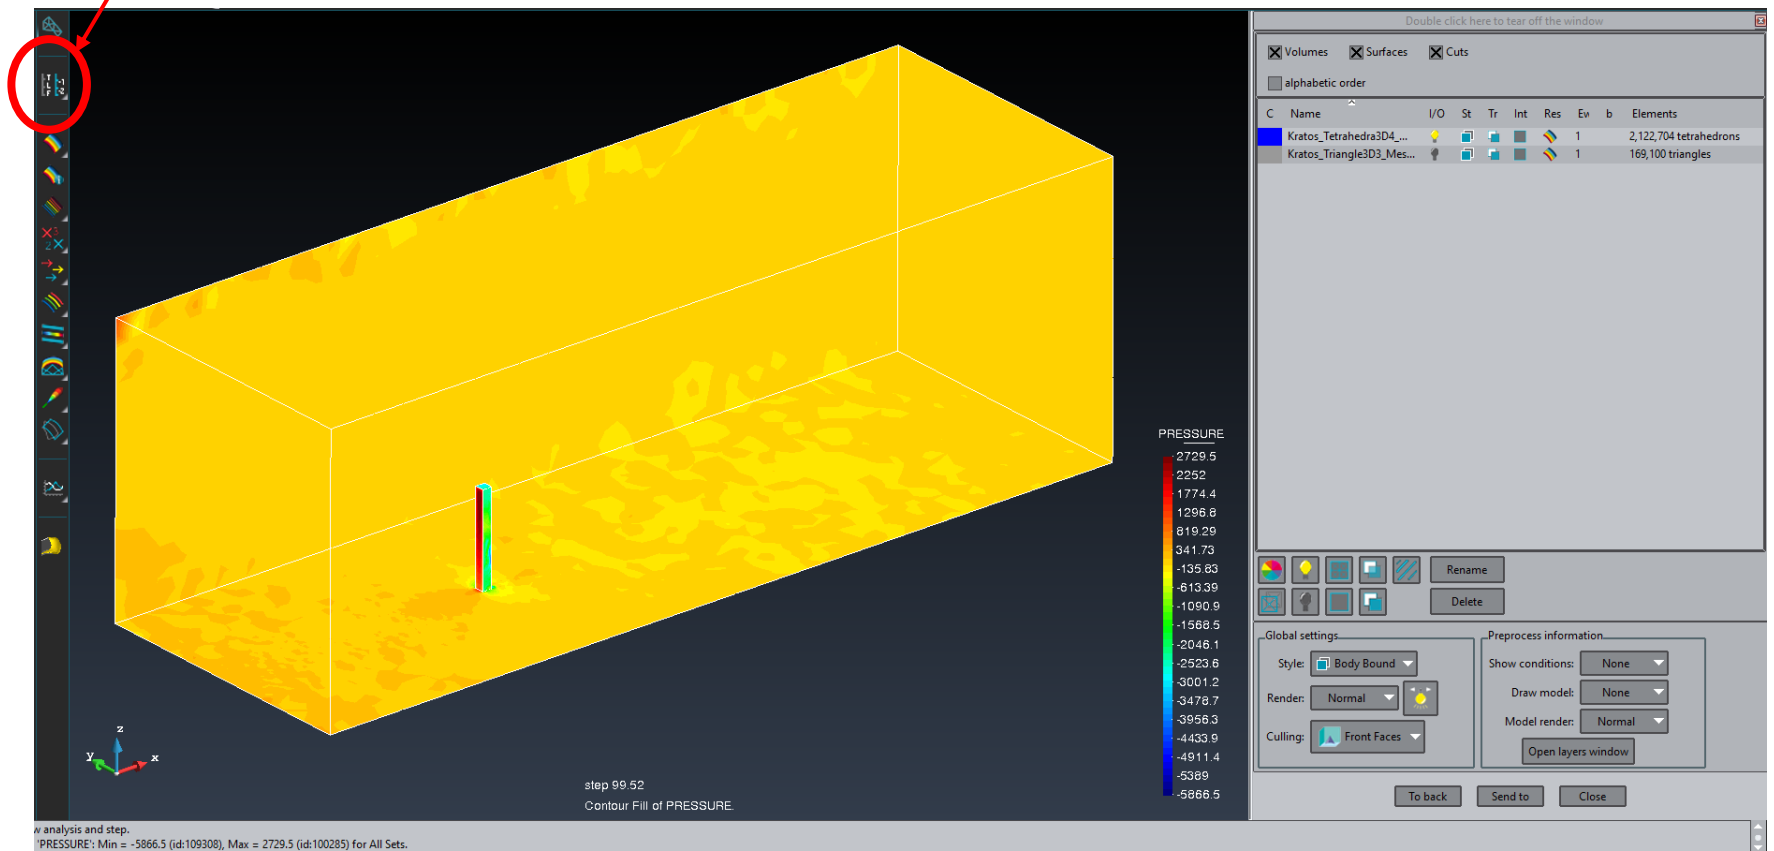 Double click here to tear off the window
Volumes Surfaces Cuts
alphabetic order
C Name I/O St Tr Int Res Ev b Elements
Kratos_Tetrahedra3D4_... 1 2,122,704 tetrahedrons
Kratos_Triangle3D3_Mes... 1 169,100 triangles
PRESSURE
2729.5
2252
1774.4
1296.8
819.29
341.73
-135.83
-613.39
-1090.9
-1568.5
-2046.1
-2523.6
-3001.2
-3478.7
-3956.3
-4433.9
-4911.4
-5389
-5866.5
z
y
x
step 99.52
Contour Fill of PRESSURE.
Rename
Delete
Global settings
Style: Body Bound
Render: Normal
Culling: Front Faces
Preprocess information
Show conditions: None
Draw model: None
Model render: Normal
Open layers window
To back Send to Close
w analysis and step.
'PRESSURE': Min = -5866.5 (id:109308), Max = 2729.5 (id:100285) for All Sets.